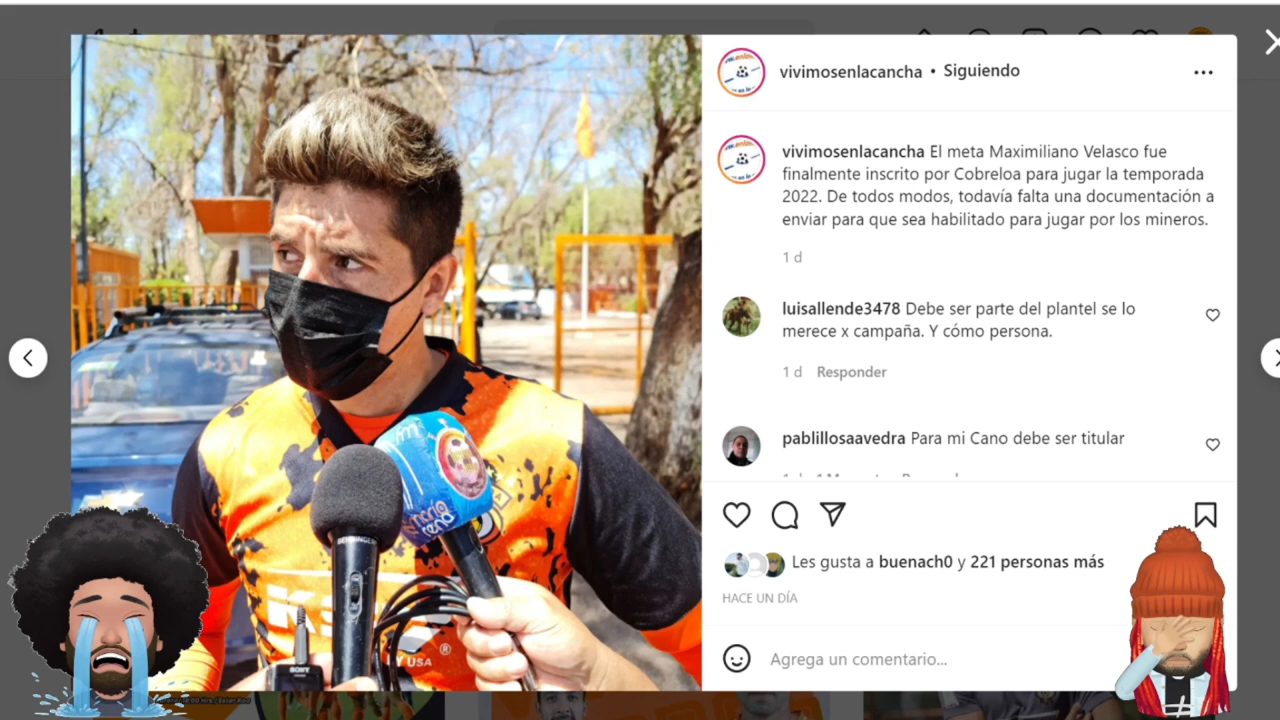 vivimosenlacancha • Siguiendo
vivimosenlacancha El meta Maximiliano Velasco fue
finalmente inscrito por Cobreloa para jugar la temporada
2022. De todos modos, todavía falta una documentación a
enviar para que sea habilitado para jugar por los mineros.
1 d
luisallende3478 Debe ser parte del plantel se lo
merece x campaña. Y cómo persona.
1 d Responder
pablillosaavedra Para mi Cano debe ser titular
Les gusta a buenach0 y 221 personas más
HACE UN DÍA
Agrega un comentario...
BEHRINGER
SONY
Y USA
®